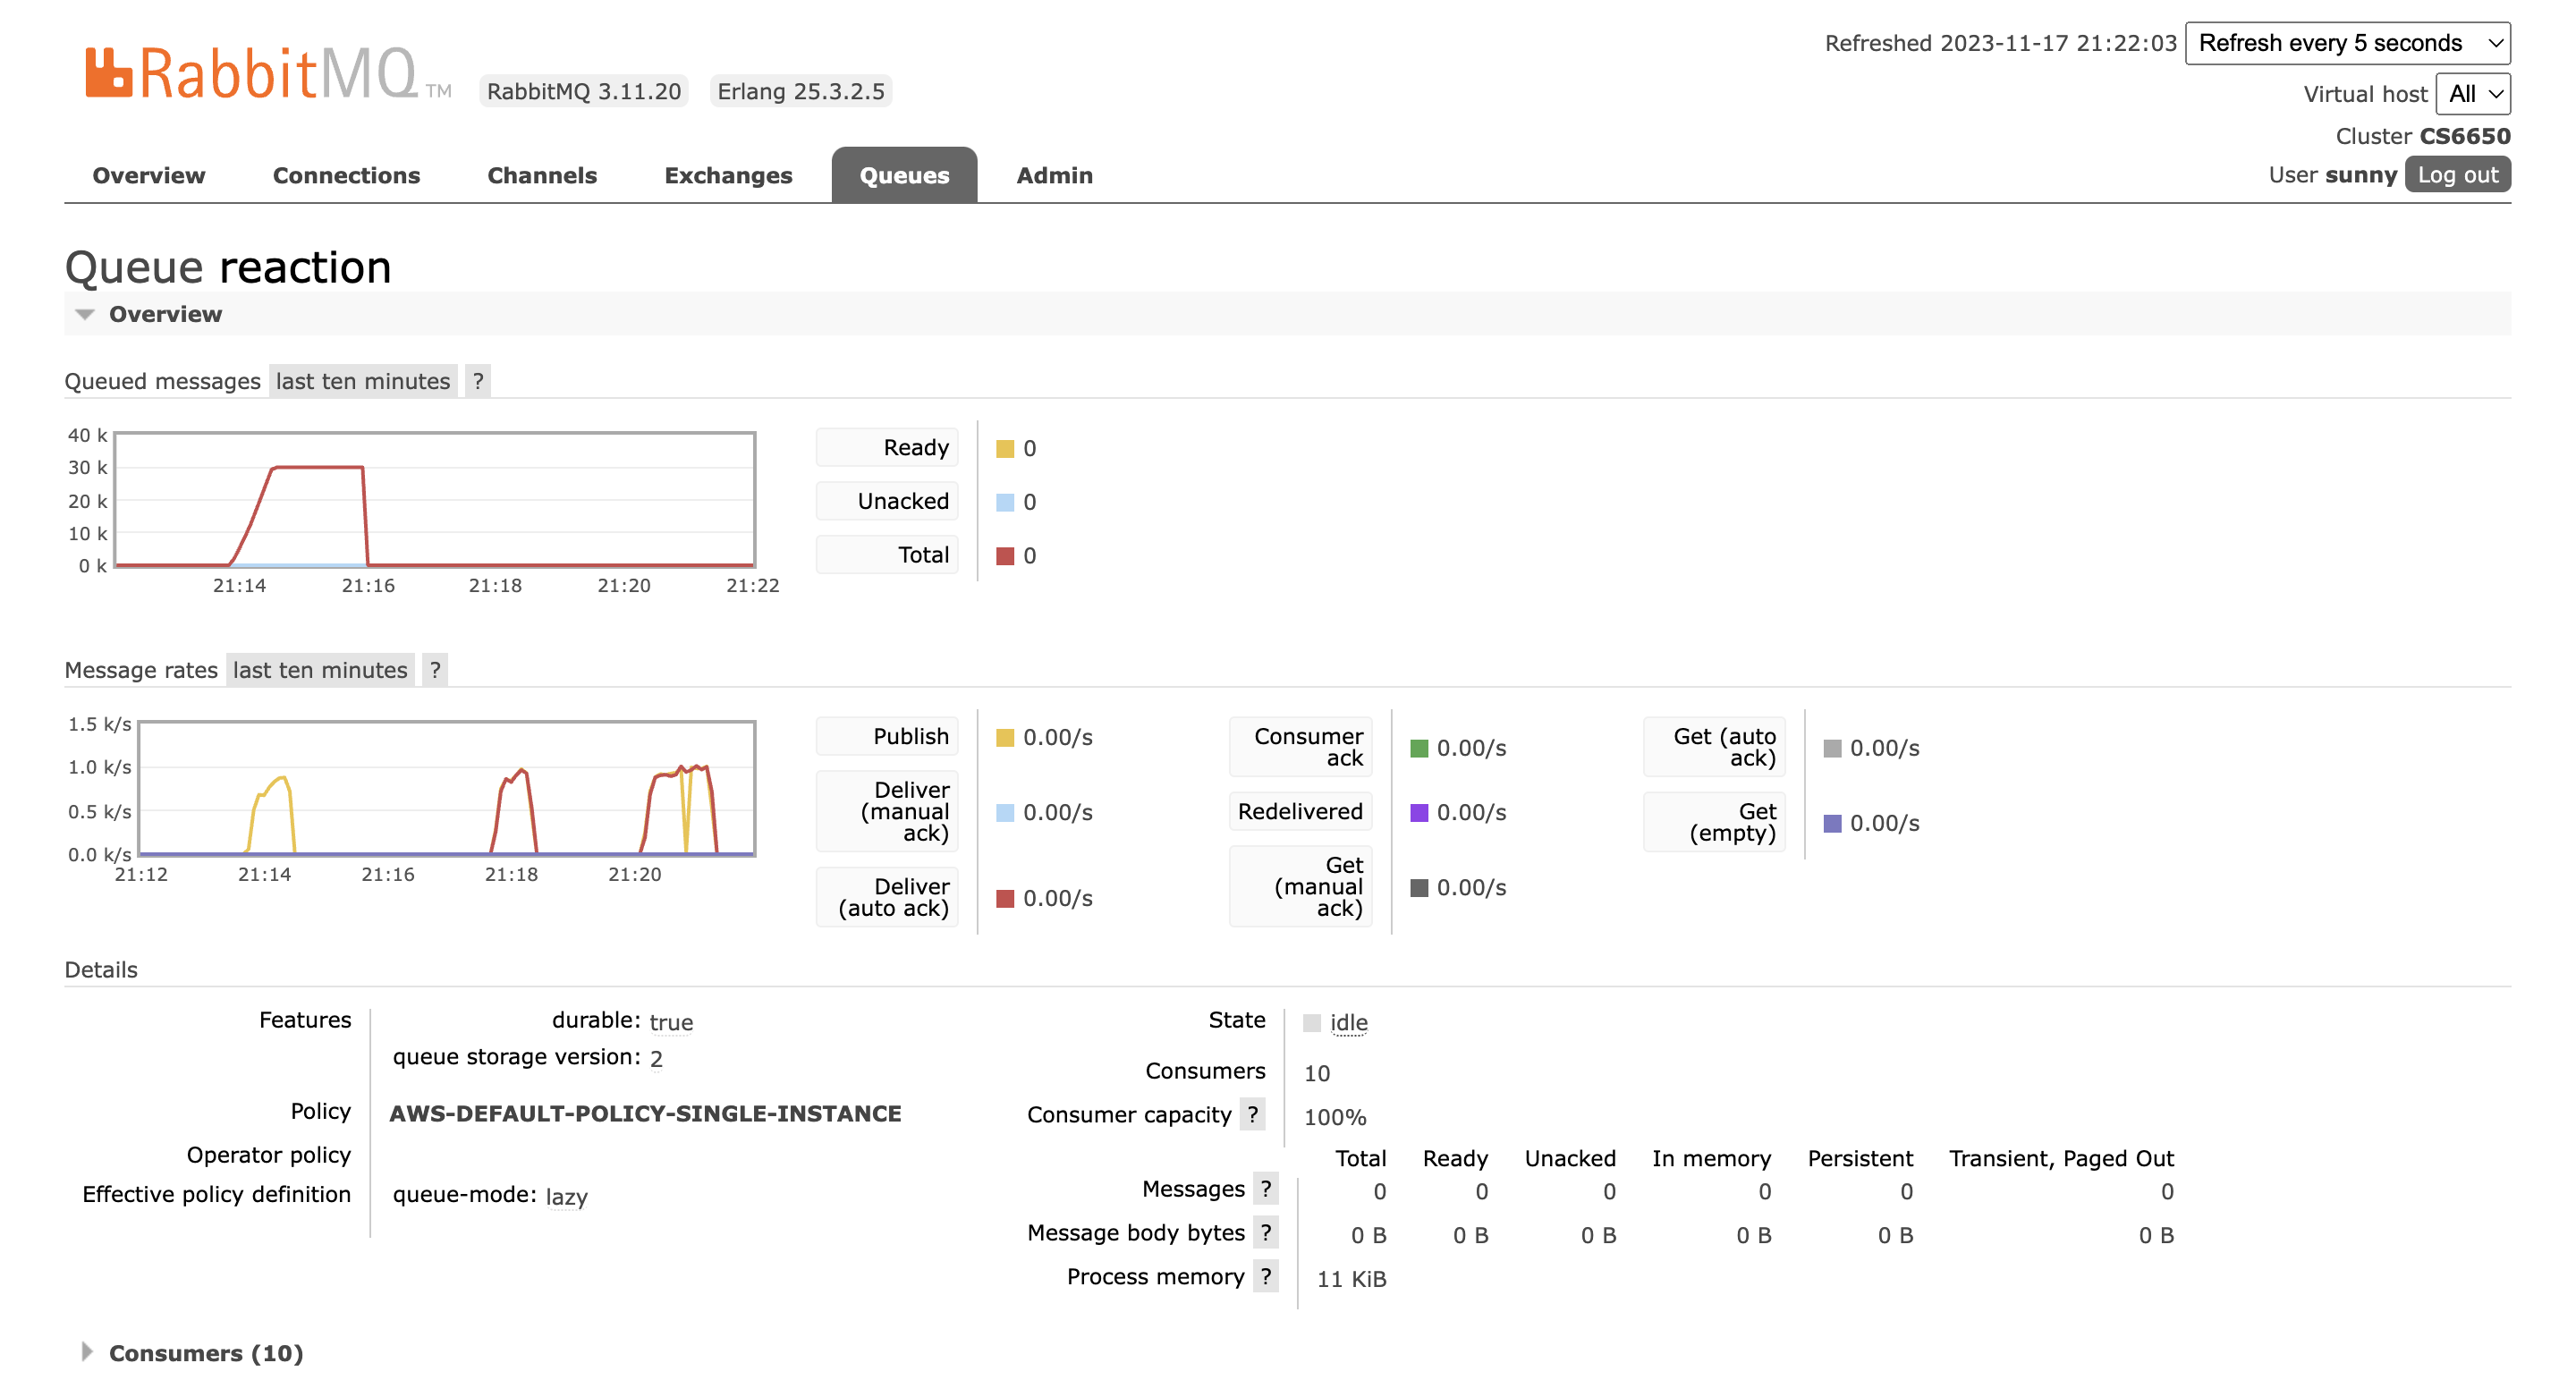 RabbitMQ TM RabbitMQ 3.11.20 Erlang 25.3.2.5
Refreshed 2023-11-17 21:22:03 Refresh every 5 seconds
Virtual host All
Cluster CS6650
User sunny Log out
Overview Connections Channels Exchanges Queues Admin
Queue reaction
Overview
Queued messages last ten minutes ?
40 k
30 k
20 k
10 k
0 k
21:14 21:16 21:18 21:20 21:22
Ready 0
Unacked 0
Total 0
Message rates last ten minutes ?
1.5 k/s
1.0 k/s
0.5 k/s
0.0 k/s
21:12 21:14 21:16 21:18 21:20
Publish 0.00/s
Deliver
(manual
ack) 0.00/s
Deliver
(auto ack) 0.00/s
Consumer
ack 0.00/s
Redelivered 0.00/s
Get
(manual
ack) 0.00/s
Get (auto
ack) 0.00/s
Get
(empty) 0.00/s
Details
Features durable: true
queue storage version: 2
Policy AWS-DEFAULT-POLICY-SINGLE-INSTANCE
Operator policy
Effective policy definition queue-mode: lazy
State idle
Consumers 10
Consumer capacity ? 100%
Total Ready Unacked In memory Persistent Transient, Paged Out
Messages ? 0 0 0 0 0 0
Message body bytes ? 0 B 0 B 0 B 0 B 0 B 0 B
Process memory ? 11 KiB
Consumers (10)